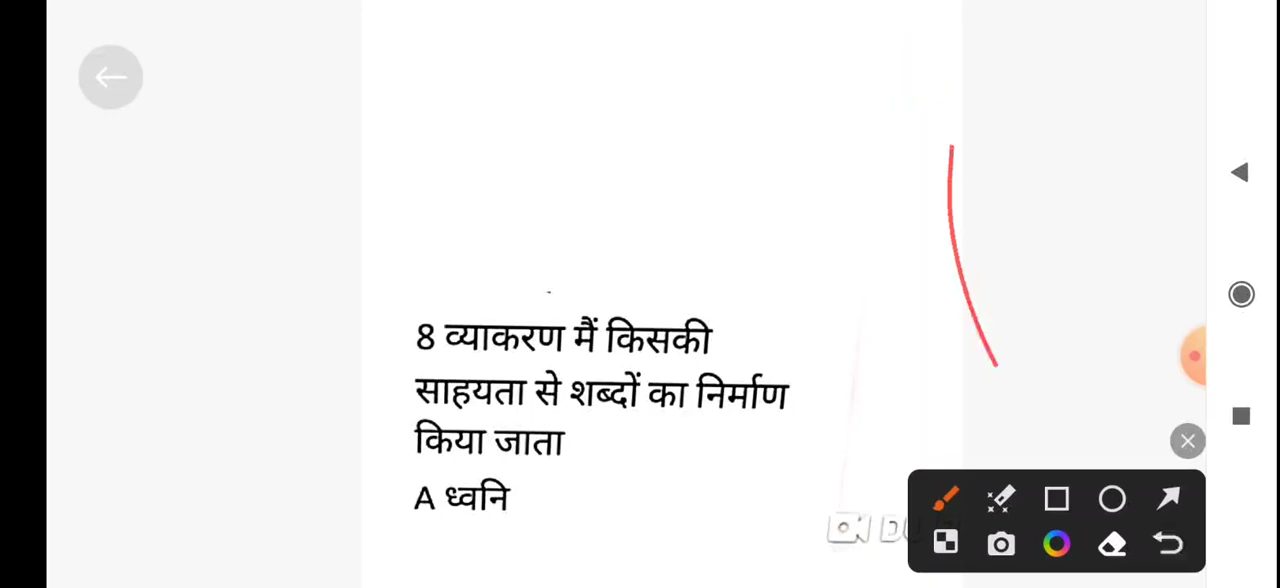 8 व्याकरण मैं किसकी
साहयता से शब्दों का निर्माण
किया जाता
A ध्वनि